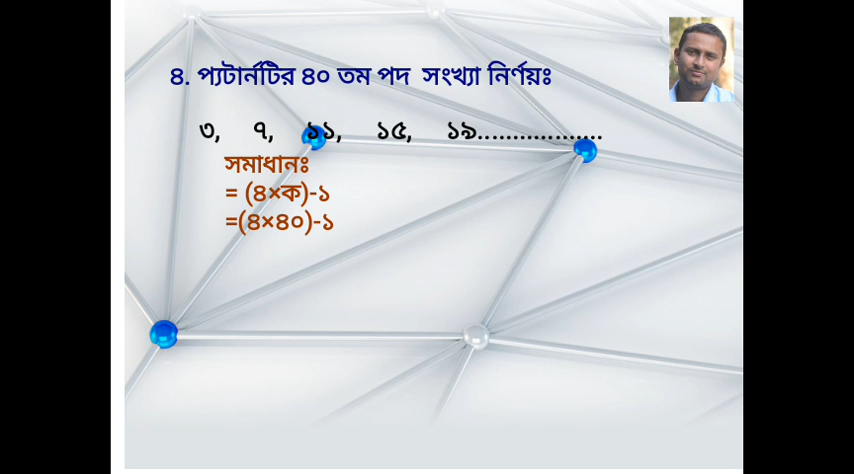 ৪. প্যটার্নটির ৪০ তম পদ সংখ্যা নির্ণয়ঃ
৩, ৭, ১১, ১৫, ১৯..................
সমাধানঃ
= (৪×ক)-১
=(৪×৪০)-১